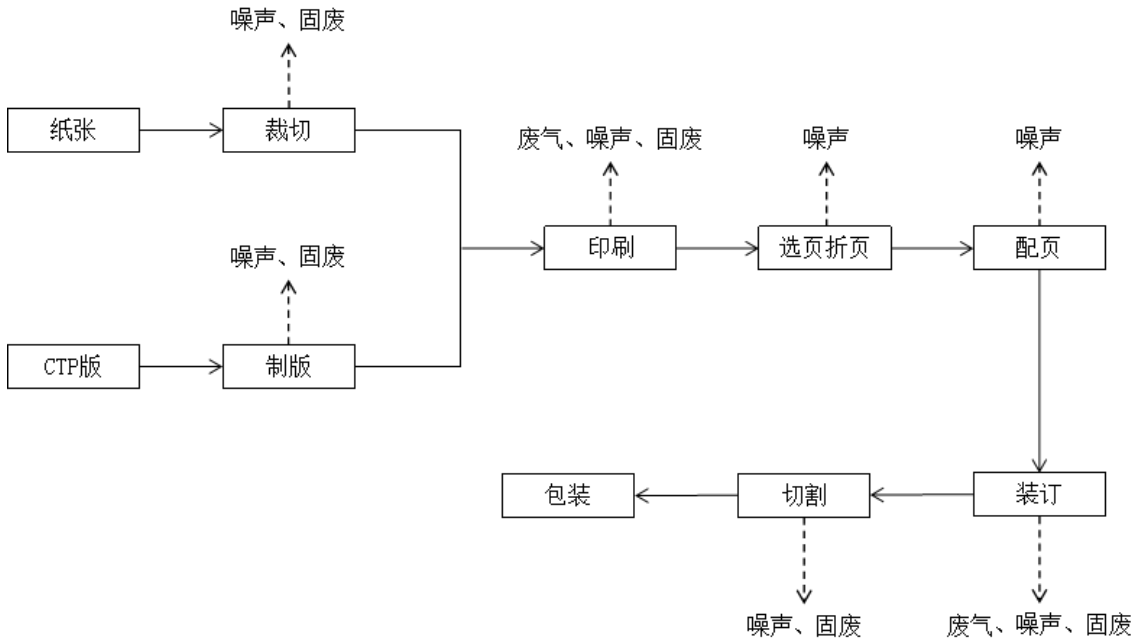 噪声、固废
纸张
裁切
废气、噪声、固废
噪声
噪声
噪声、固废
印刷
选页折页
配页
CTP版
制版
包装
切割
装订
噪声、固废
废气、噪声、固废